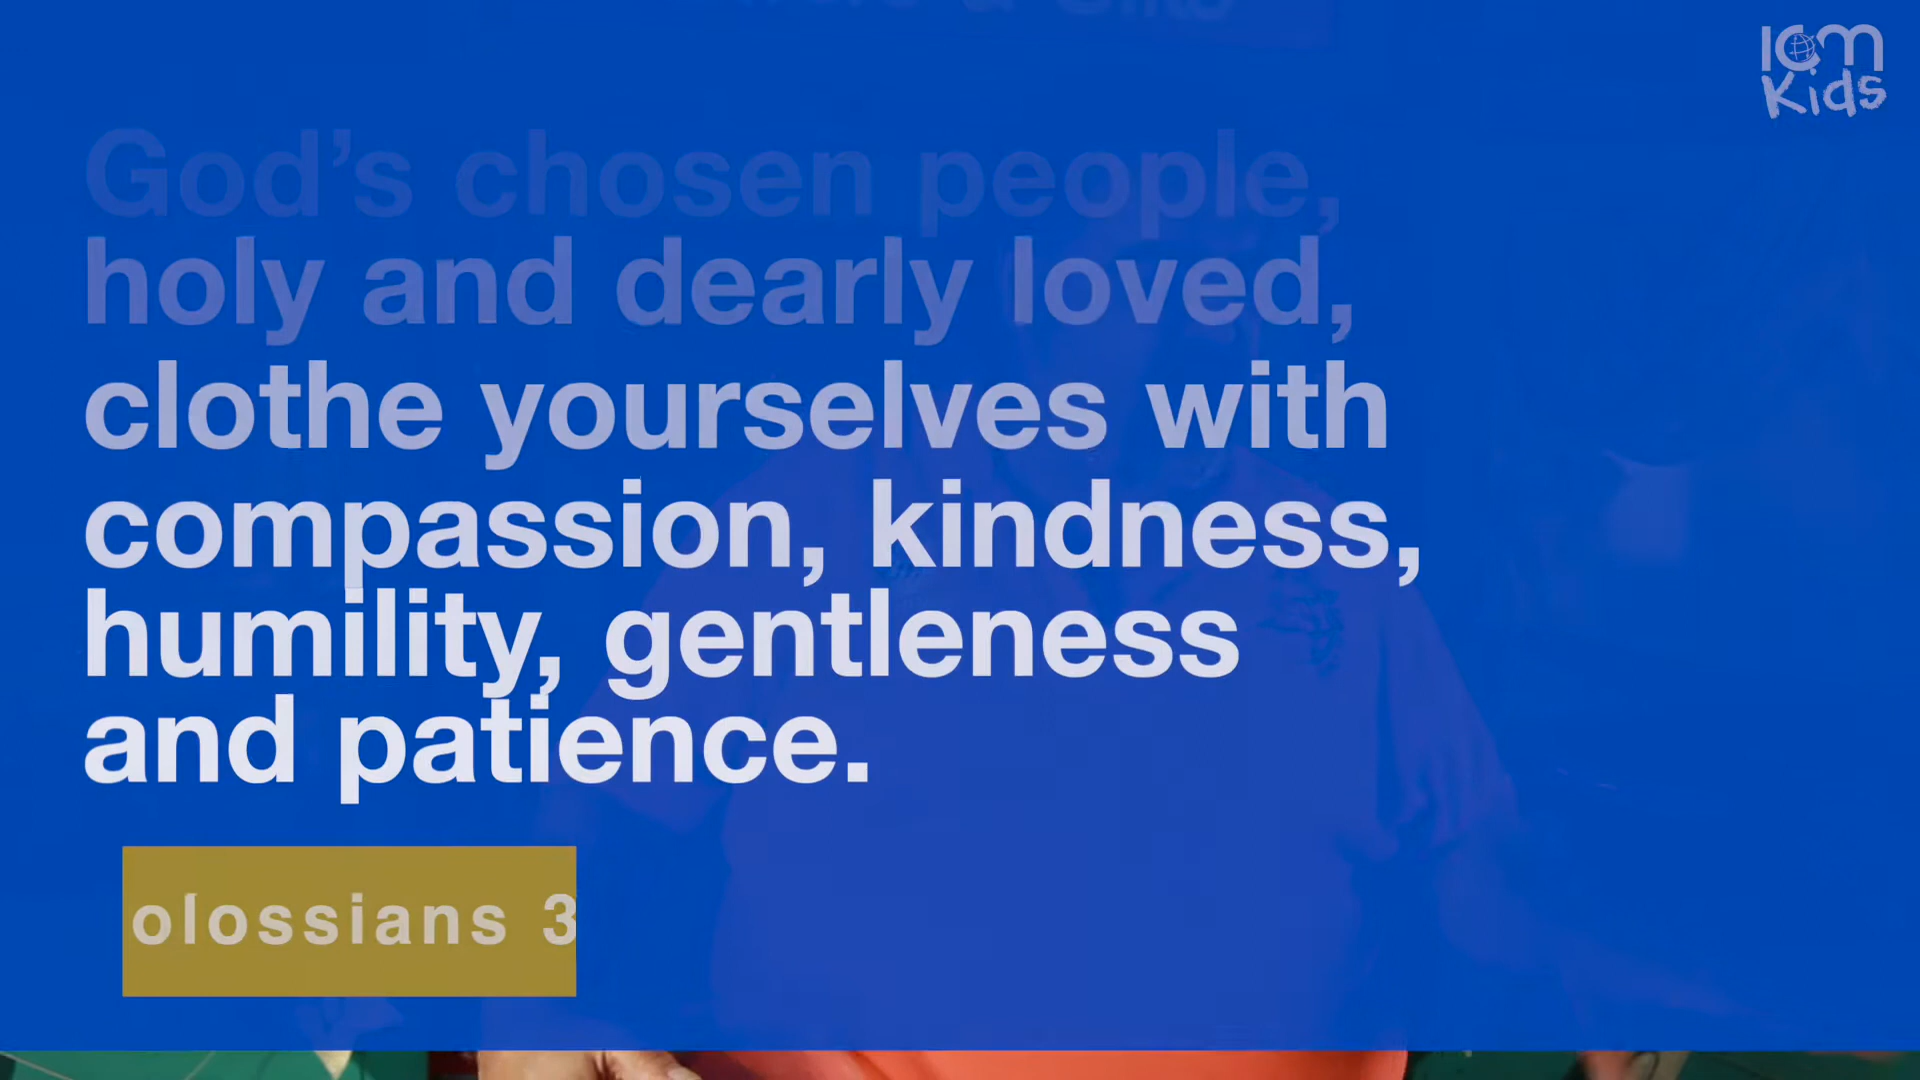 ICM
Kids
God’s chosen people,
holy and dearly loved,
clothe yourselves with
compassion, kindness,
humility, gentleness
and patience.
olossians 3